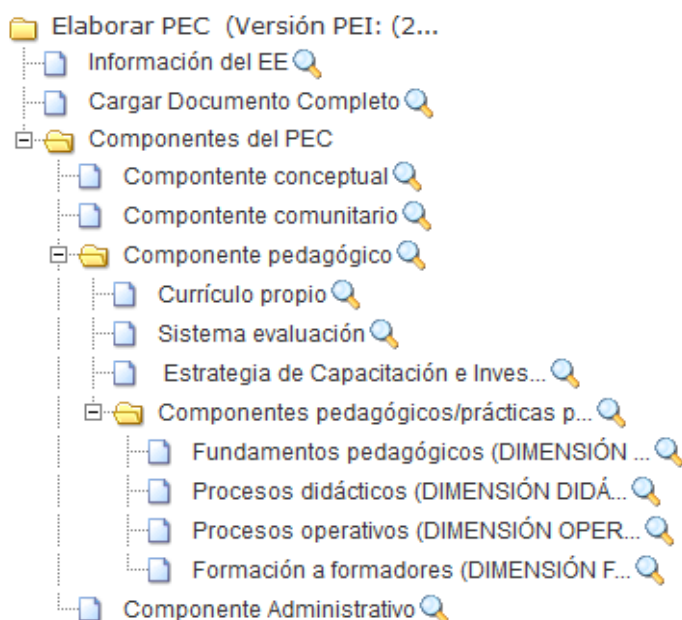 Elaborar PEC (Versión PEI: (2...
Información del EE
Cargar Documento Completo
Componentes del PEC
Compontente conceptual
Compontente comunitario
Componente pedagógico
Currículo propio
Sistema evaluación
Estrategia de Capacitación e Inves...
Componentes pedagógicos/prácticas p...
Fundamentos pedagógicos (DIMENSIÓN ...
Procesos didácticos (DIMENSIÓN DIDÁ...
Procesos operativos (DIMENSIÓN OPER...
Formación a formadores (DIMENSIÓN F...
Componente Administrativo